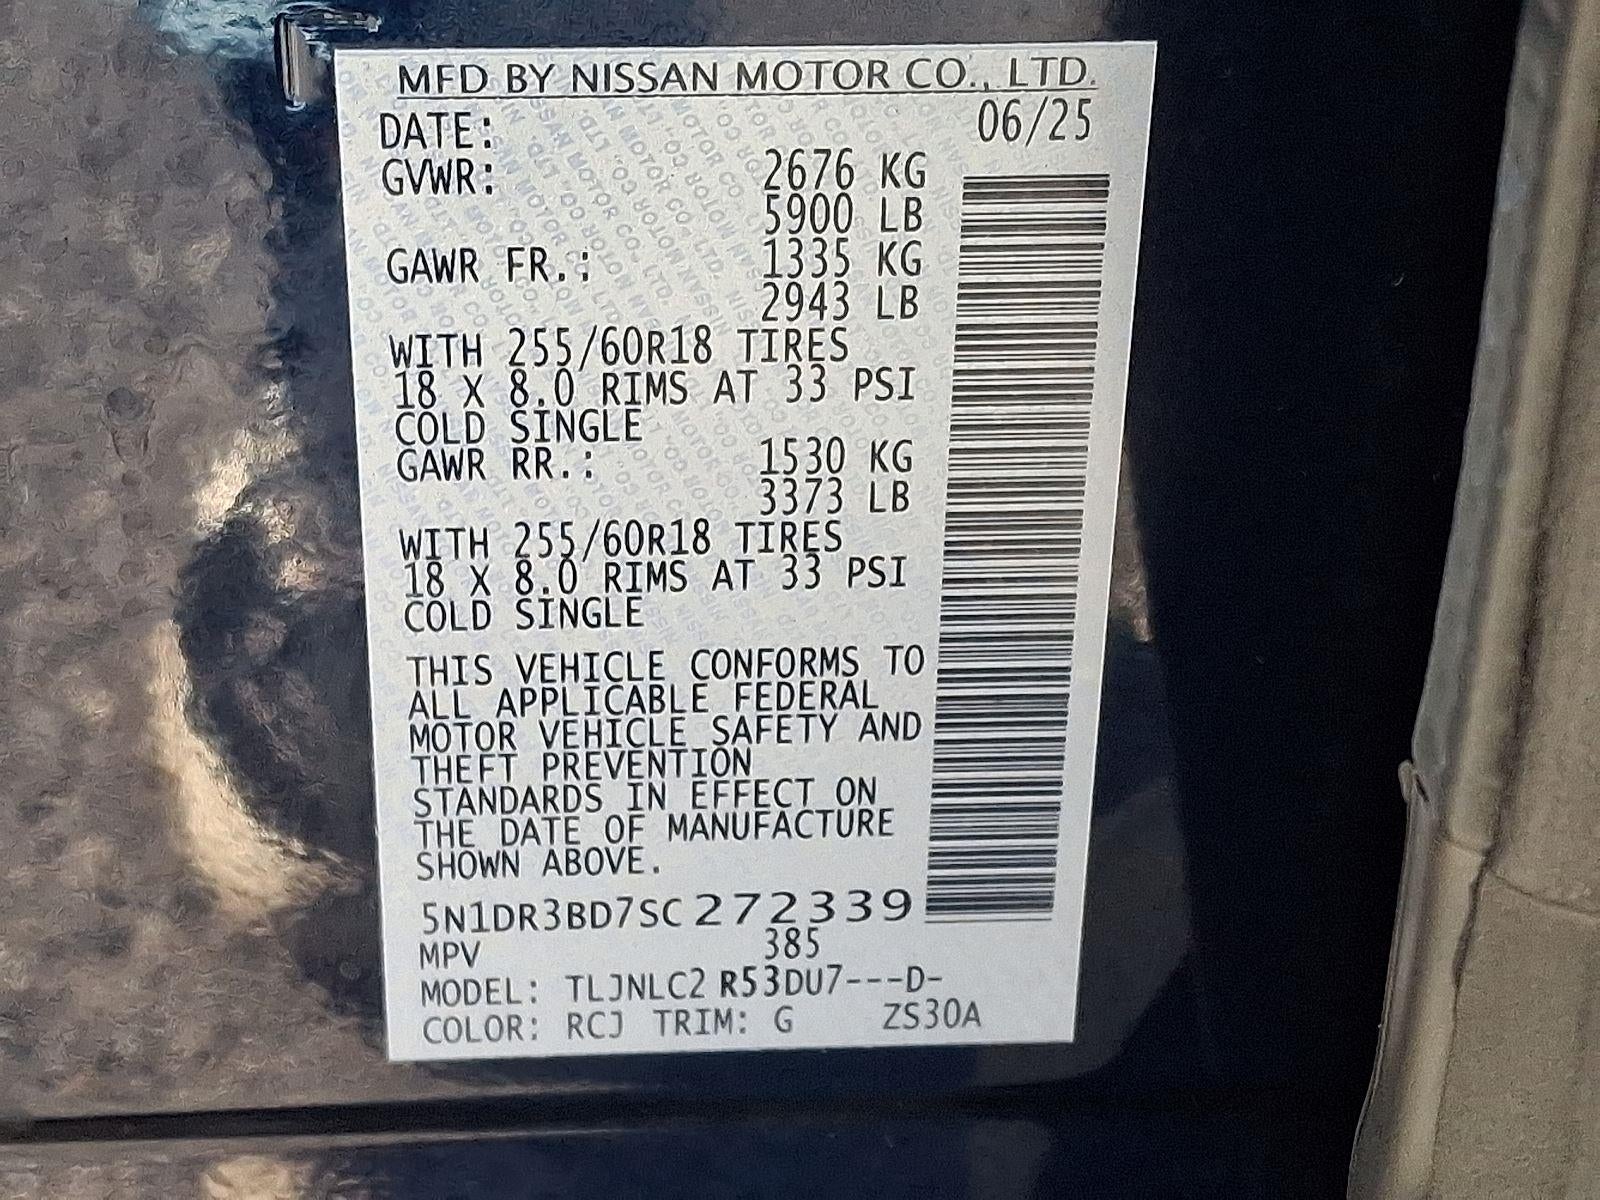 MFD BY NISSAN MOTOR CO., LTD.
DATE: 06/25
GVWR: 2676 KG
5900 LB
GAWR FR.: 1335 KG
2943 LB
WITH 255/60R18 TIRES
18 X 8.0 RIMS AT 33 PSI
COLD SINGLE
GAWR RR.: 1530 KG
3373 LB
WITH 255/60R18 TIRES
18 X 8.0 RIMS AT 33 PSI
COLD SINGLE
THIS VEHICLE CONFORMS TO
ALL APPLICABLE FEDERAL
MOTOR VEHICLE SAFETY AND
THEFT PREVENTION
STANDARDS IN EFFECT ON
THE DATE OF MANUFACTURE
SHOWN ABOVE.
5N1DR3BD7SC272339
MPV 385
MODEL: TLJNLC2 R53DU7---D-
COLOR: RCJ TRIM: G ZS30A